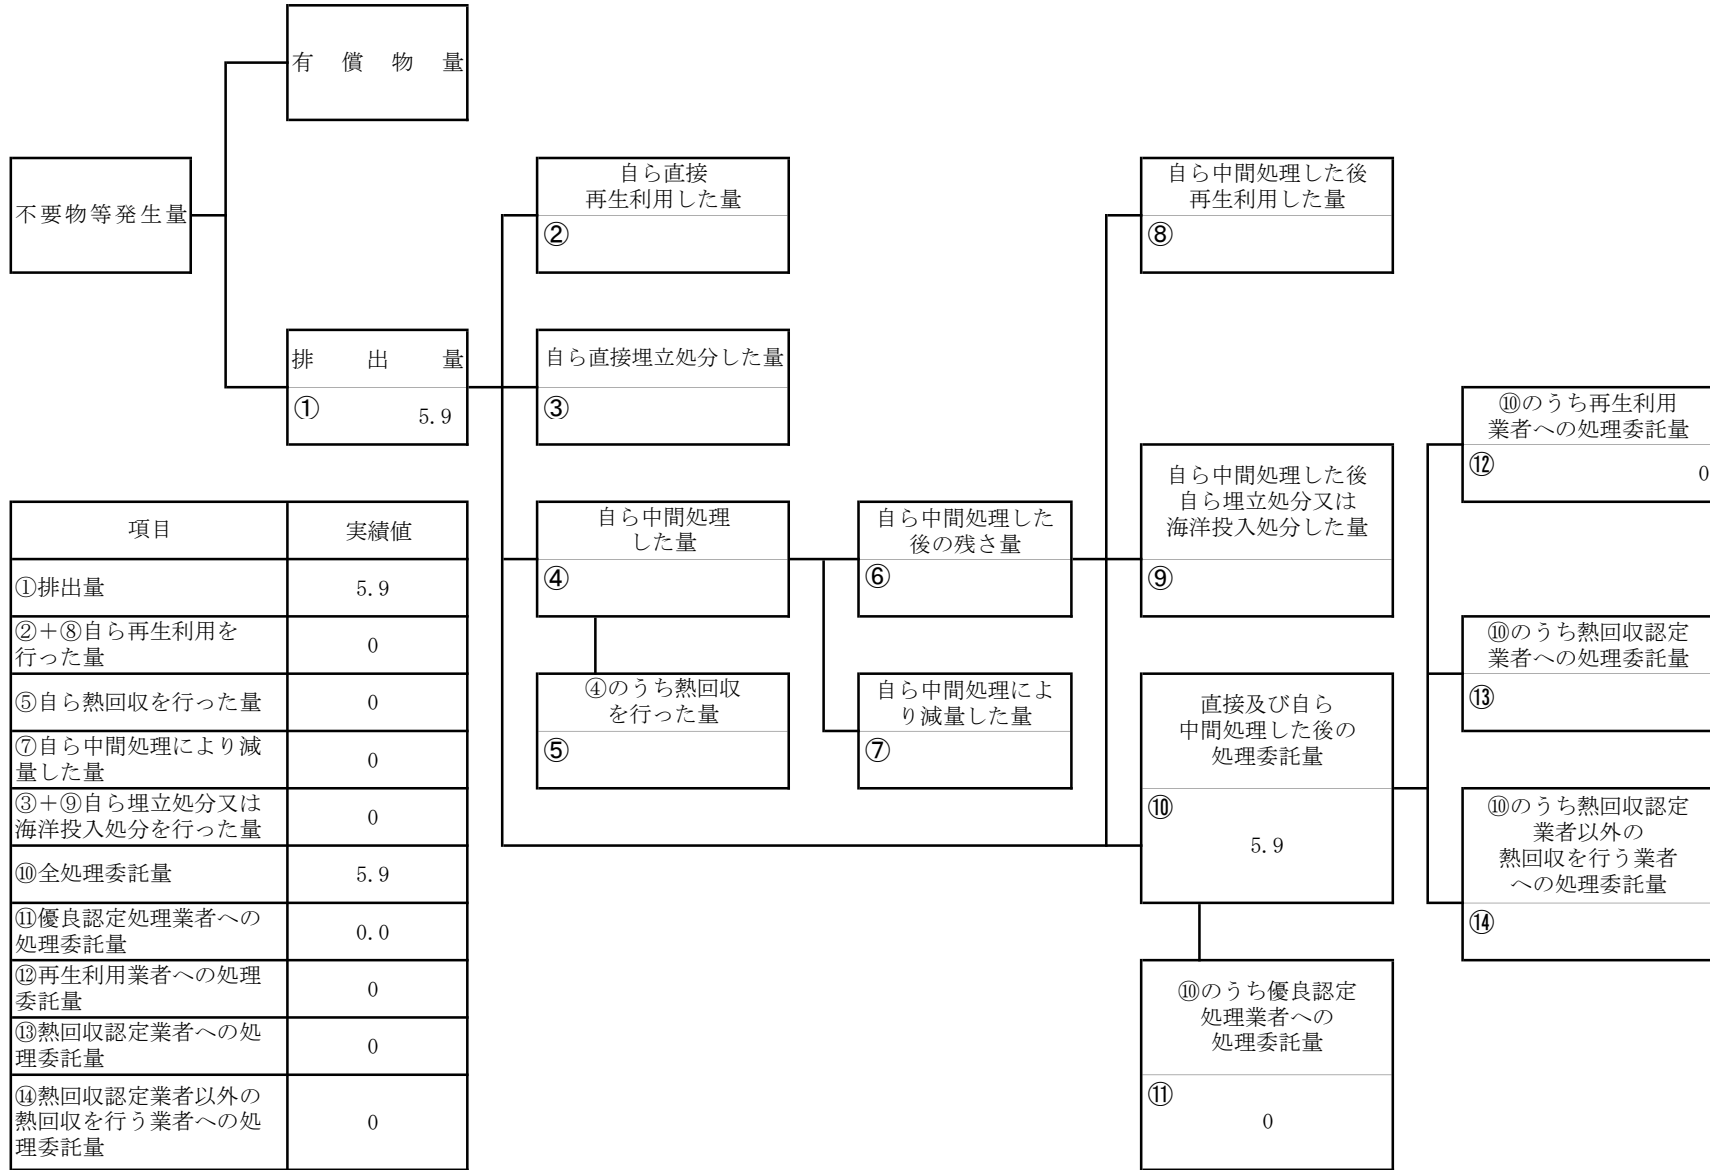 有償物量
不要物等発生量
排出量
① 5.9
自ら直接
再生利用した量
②
自ら直接埋立処分した量
③
自ら中間処理
した量
④
④のうち熱回収
を行った量
⑤
自ら中間処理した
後の残さ量
⑥
自ら中間処理によ
り減量した量
⑦
自ら中間処理した後
再生利用した量
⑧
自ら中間処理した後
自ら埋立処分又は
海洋投入処分した量
⑨
直接及び自ら
中間処理した後の
処理委託量
⑩
5.9
⑩のうち優良認定
処理業者への
処理委託量
⑪
0
⑩のうち再生利用
業者への処理委託量
⑫ 0
⑩のうち熱回収認定
業者への処理委託量
⑬
⑩のうち熱回収認定
業者以外の
熱回収を行う業者
への処理委託量
⑭
項目 実績値
①排出量 5.9
②＋⑧自ら再生利用を
行った量 0
⑤自ら熱回収を行った量 0
⑦自ら中間処理により減
量した量 0
③＋⑨自ら埋立処分又は
海洋投入処分を行った量 0
⑩全処理委託量 5.9
⑪優良認定処理業者への
処理委託量 0.0
⑫再生利用業者への処理
委託量 0
⑬熱回収認定業者への処
理委託量 0
⑭熱回収認定業者以外の
熱回収を行う業者への処
理委託量 0